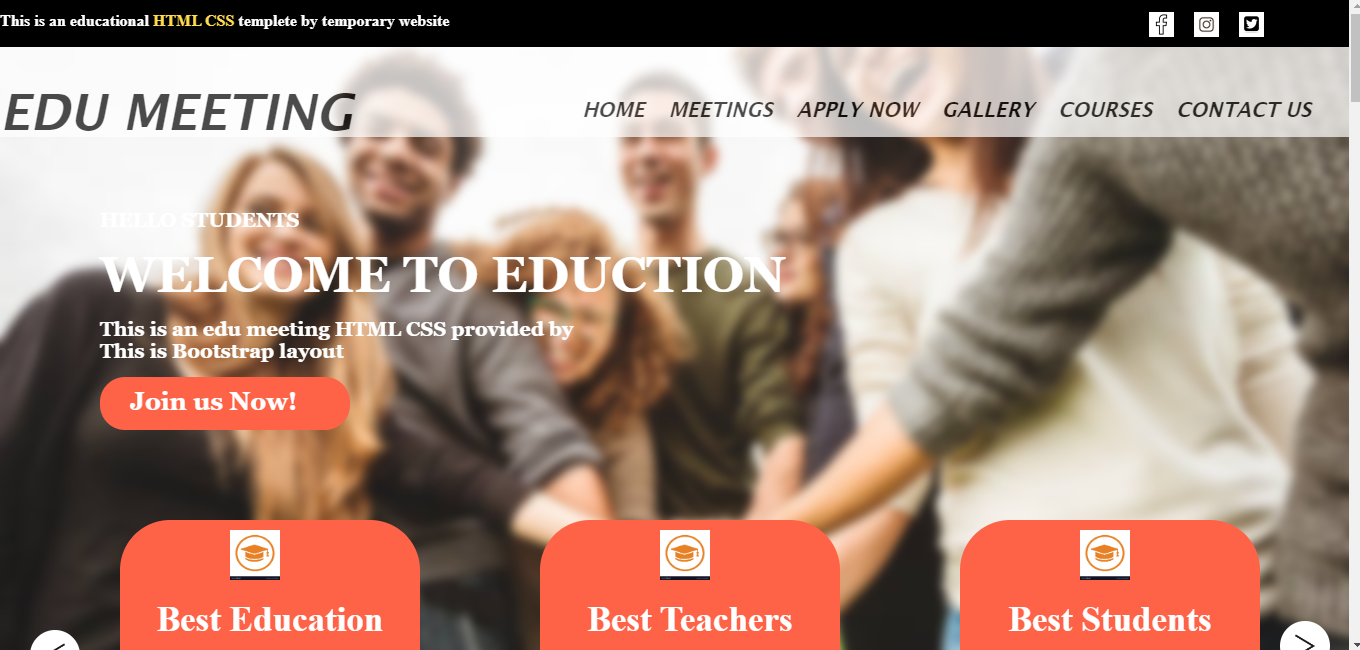 This is an educational HTML CSS templete by temporary website
EDU MEETING
HOME MEETINGS APPLY NOW GALLERY COURSES CONTACT US
HELLO STUDENTS
WELCOME TO EDUCTION
This is an edu meeting HTML CSS provided by
This is Bootstrap layout
Join us Now!
Best Education
Best Teachers
Best Students